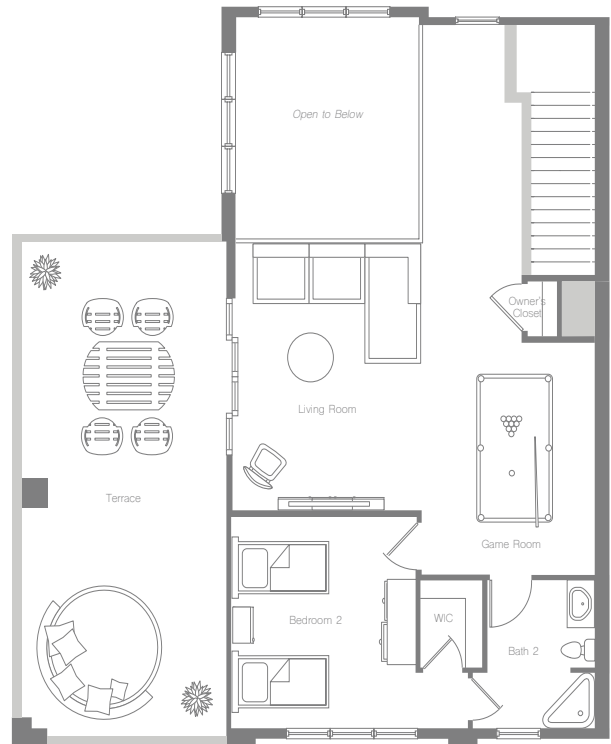 Open to Below
Owner's
Closet
Living Room
Terrace
Game Room
Bedroom 2
WIC
Bath 2